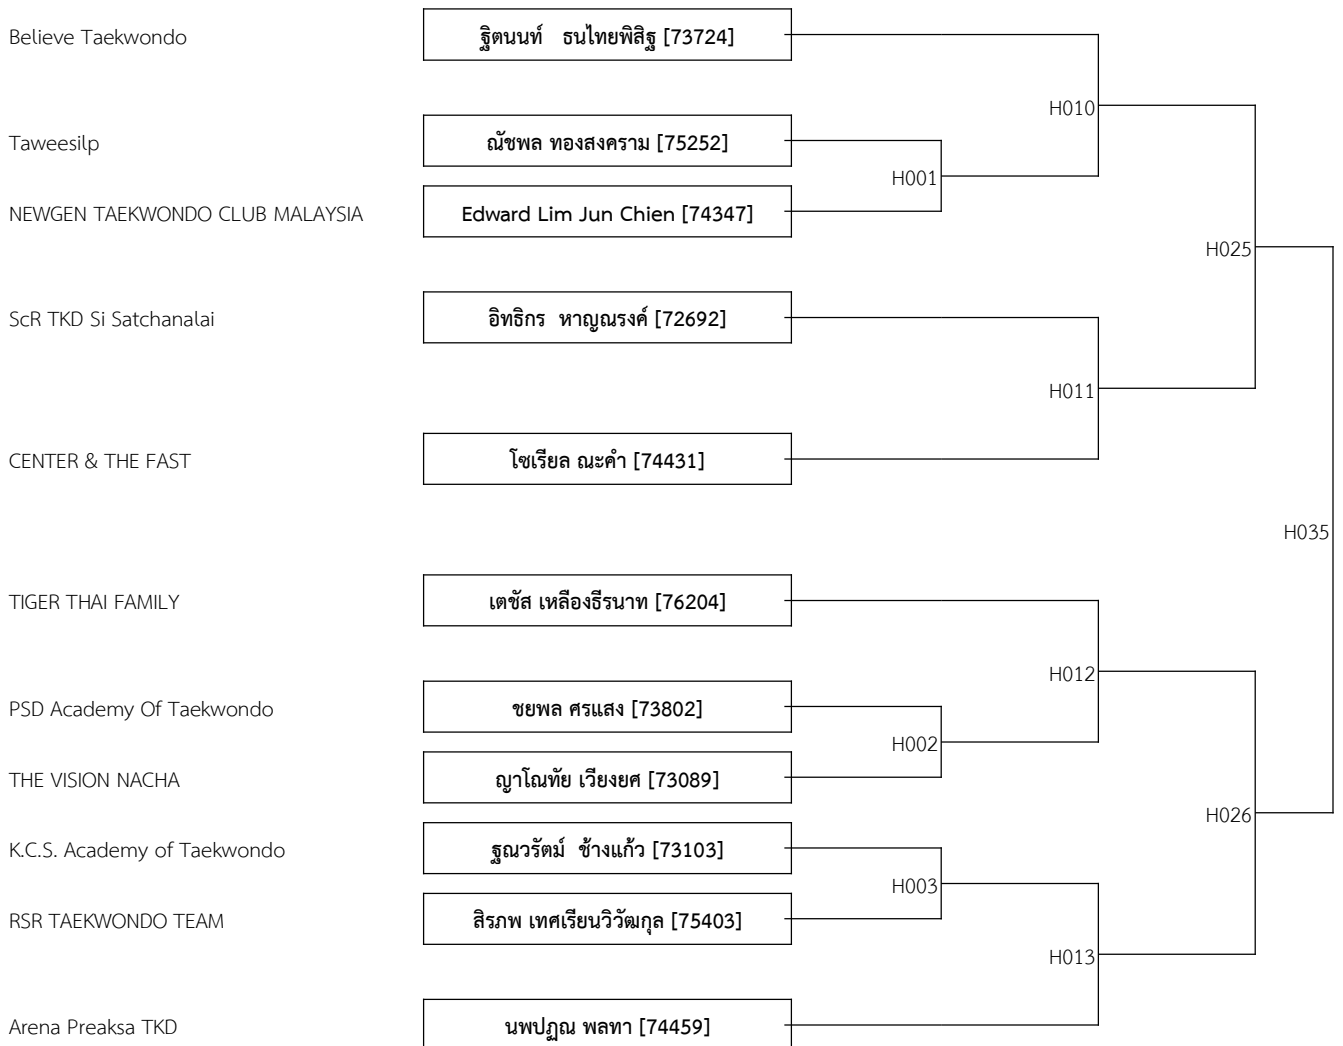 Believe Taekwondo ฐิตนนท์ ธนไทยพิสิฐ [73724]
H010
Taweesilp ณัชพล ทองสงคราม [75252]
H001
NEWGEN TAEKWONDO CLUB MALAYSIA Edward Lim Jun Chien [74347]
H025
ScR TKD Si Satchanalai อิทธิกร หาญณรงค์ [72692]
H011
CENTER & THE FAST โซเรียล ณะคำ [74431]
H035
TIGER THAI FAMILY เตชัส เหลืองธีรนาท [76204]
H012
PSD Academy Of Taekwondo ชยพล ศรแสง [73802]
H002
THE VISION NACHA ญาโณทัย เวียงยศ [73089]
H026
K.C.S. Academy of Taekwondo ฐณวรัตม์ ช้างแก้ว [73103]
H003
RSR TAEKWONDO TEAM สิรภพ เทศเรียนวิวัฒกุล [75403]
H013
Arena Preaksa TKD นพปฎณ พลทา [74459]